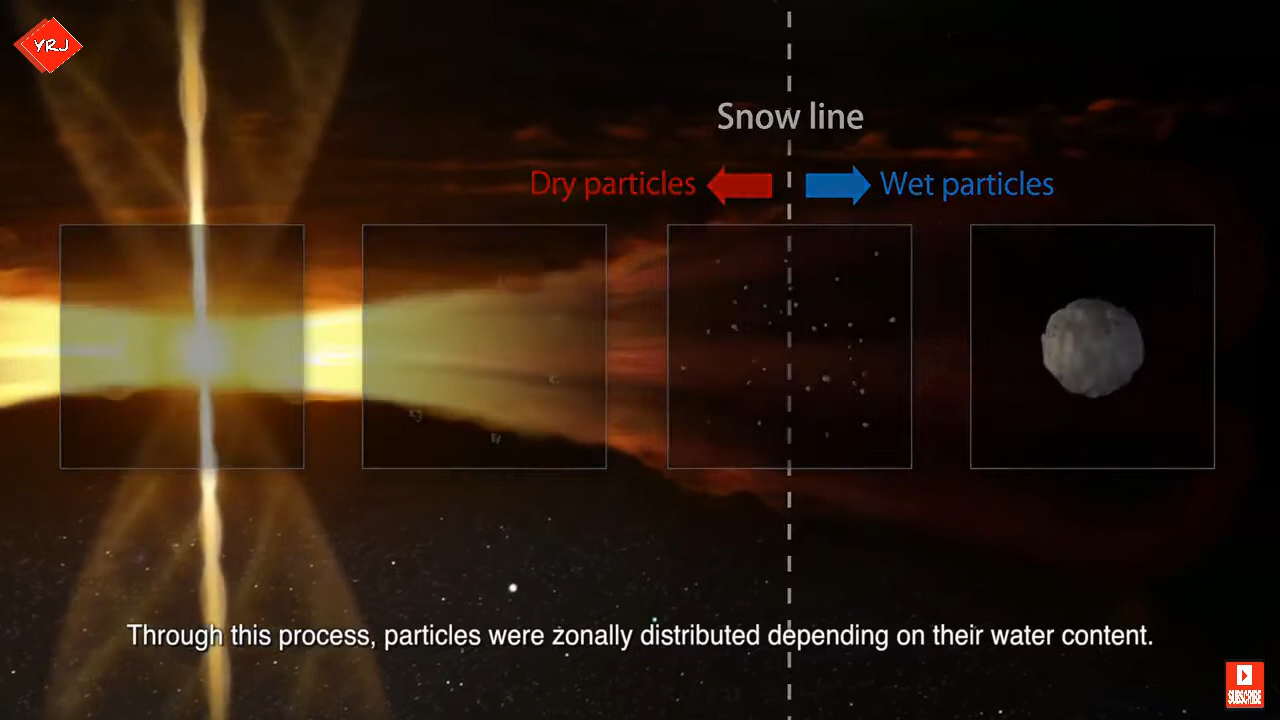 YRJ
Snow line
Dry particles
Wet particles
Through this process, particles were zonally distributed depending on their water content.
SUBSCRIBE